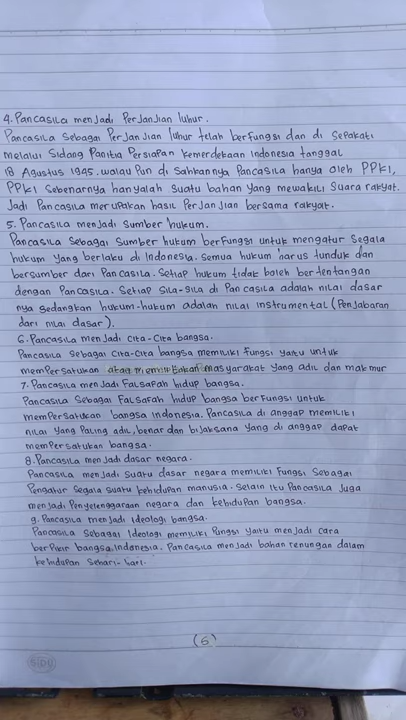 4. Pancasila menjadi Perjanjian luhur.
Pancasila Sebagai Perjanjian luhur telah berfungsi dan di Sepakati
melalui Sidang Panitia Persiapan Kemerdekaan Indonesia tanggal
18 Agustus 1945. walau Pun di Sahkannya Pancasila hanya oleh PPKI,
PPKI Sebenarnya hanyalah Suatu bahan Yang mewakili Suara rakyat.
Jadi Pancasila merupakan hasil Perjanjian bersama rakyat.
5. Pancasila menjadi Sumber hukum.
Pancasila Sebagai Sumber hukum berfungsi untuk mengatur Segala
hukum Yang berlaku di Indonesia. Semua hukum harus tunduk dan
bersumber dari Pancasila. Setiap hukum tidak boleh bertentangan
dengan Pancasila. Setiap Sila-Sila di Pancasila adalah nilai dasar
nya Sedangkan hukum-hukum adalah nilai instrumental (Penjabaran
dari nilai dasar).
6. Pancasila menjadi Cita-Cita bangsa.
Pancasila Sebagai Cita-Cita bangsa memiliki fungsi yaitu untuk
memPersatukan masyarakat Yang adil dan makmur
7. Pancasila menjadi Falsafah hidup bangsa.
Pancasila Sebagai Falsafah hidup bangsa berfungsi untuk
memPersatukan bangsa Indonesia. Pancasila di anggap memiliki
nilai Yang Paling adil, benar dan bijaksana Yang di anggap dapat
memPersatukan bangsa.
8. Pancasila menjadi dasar negara.
Pancasila menjadi Suatu dasar negara memiliki Fungsi Sebagai
Pengatur Segala Suatu kehidupan manusia. Selain itu Pancasila Juga
menjadi Penyelenggaraan negara dan kehidupan bangsa.
9. Pancasila menjadi Ideologi bangsa.
Pancasila Sebagai Ideologi memiliki Fungsi Yaitu menjadi Cara
berPikir bangsa Indonesia. Pancasila menjadi bahan renungan dalam
kehidupan Sehari-hari.
(6)
SIDU